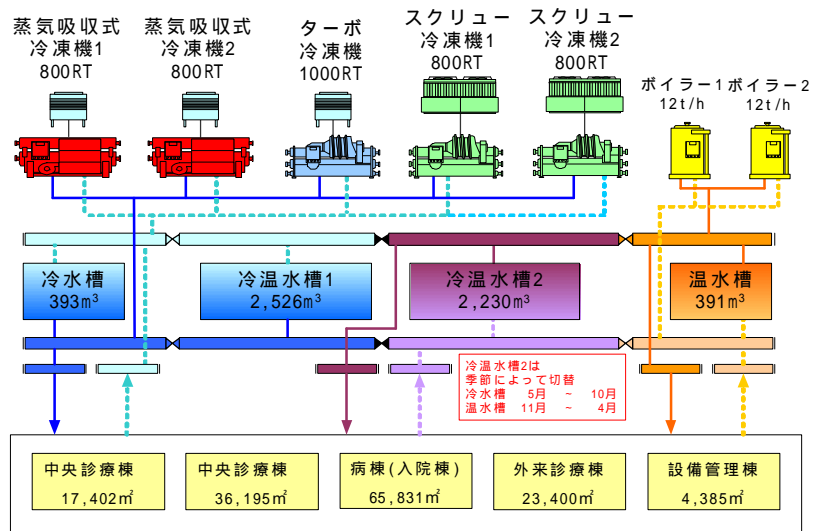 蒸気吸収式
冷凍機1
800RT
蒸気吸収式
冷凍機2
800RT
ターボ
冷凍機
1000RT
スクリュー
冷凍機1
800RT
スクリュー
冷凍機2
800RT
ボイラー1
12t/h
ボイラー2
12t/h
冷水槽
393m³
冷温水槽1
2,526m³
冷温水槽2
2,230m³
温水槽
391m³
冷温水槽2は
季節によって切替
冷水槽 5月 ~ 10月
温水槽 11月 ~ 4月
中央診療棟
17,402㎡
中央診療棟
36,195㎡
病棟(入院棟)
65,831㎡
外来診療棟
23,400㎡
設備管理棟
4,385㎡